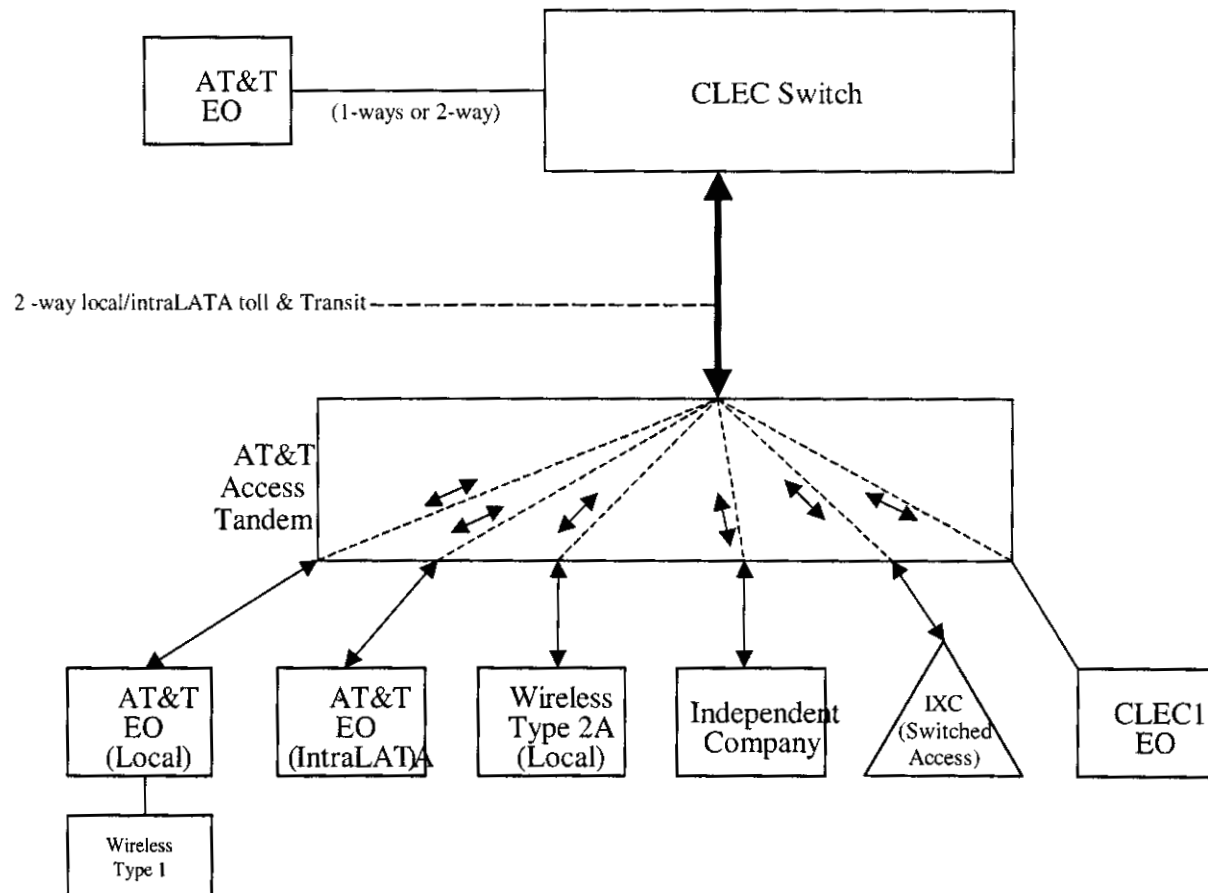 AT&T
EO
(1-ways or 2-way)
CLEC Switch
2 -way local/intraLATA toll & Transit
AT&T
Access
Tandem
AT&T
EO
(Local)
AT&T
EO
(IntraLATA)
Wireless
Type 2A
(Local)
Independent
Company
IXC
(Switched
Access)
CLEC1
EO
Wireless
Type 1